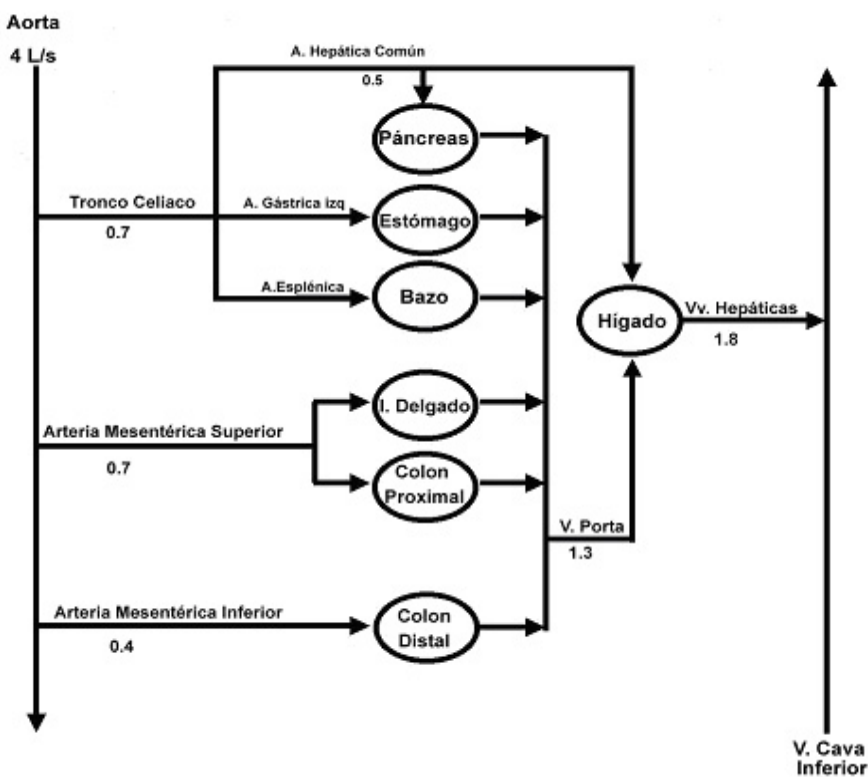 Aorta
4 L/s
A. Hepática Común
0.5
Páncreas
Tronco Celiaco
0.7
A. Gástrica izq
Estómago
A.Esplénica
Bazo
Hígado
Vv. Hepáticas
1.8
I. Delgado
Arteria Mesentérica Superior
0.7
Colon
Proximal
V. Porta
1.3
Arteria Mesentérica Inferior
0.4
Colon
Distal
V. Cava
Inferior